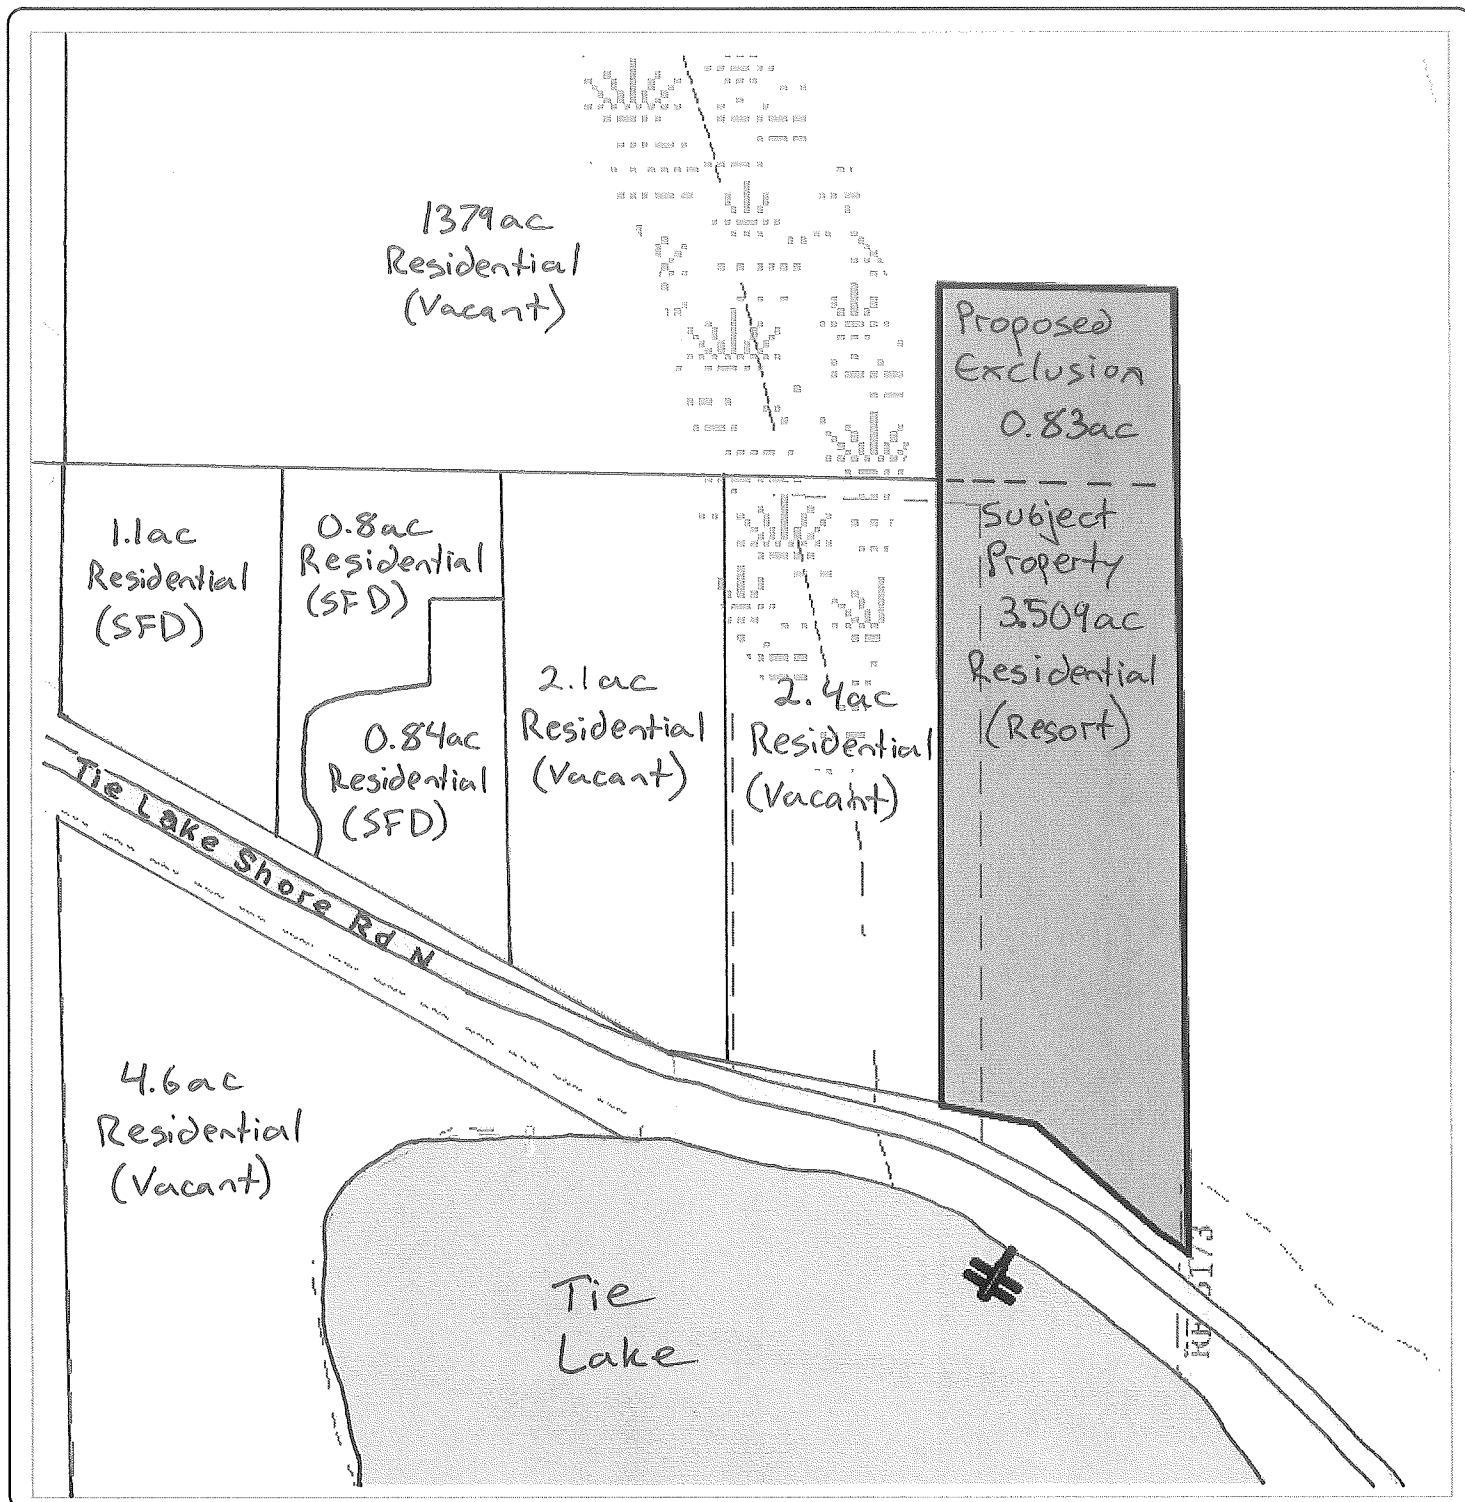 1379ac
Residential
(Vacant)
Proposed
Exclusion
0.83ac
Subject
Property
3.509ac
Residential
(Resort)
1.1ac
Residential
(SFD)
0.8ac
Residential
(SFD)
0.84ac
Residential
(SFD)
2.1ac
Residential
(Vacant)
2.4ac
Residential
(Vacant)
Tie Lake Shore Rd N
4.6ac
Residential
(Vacant)
Tie
Lake